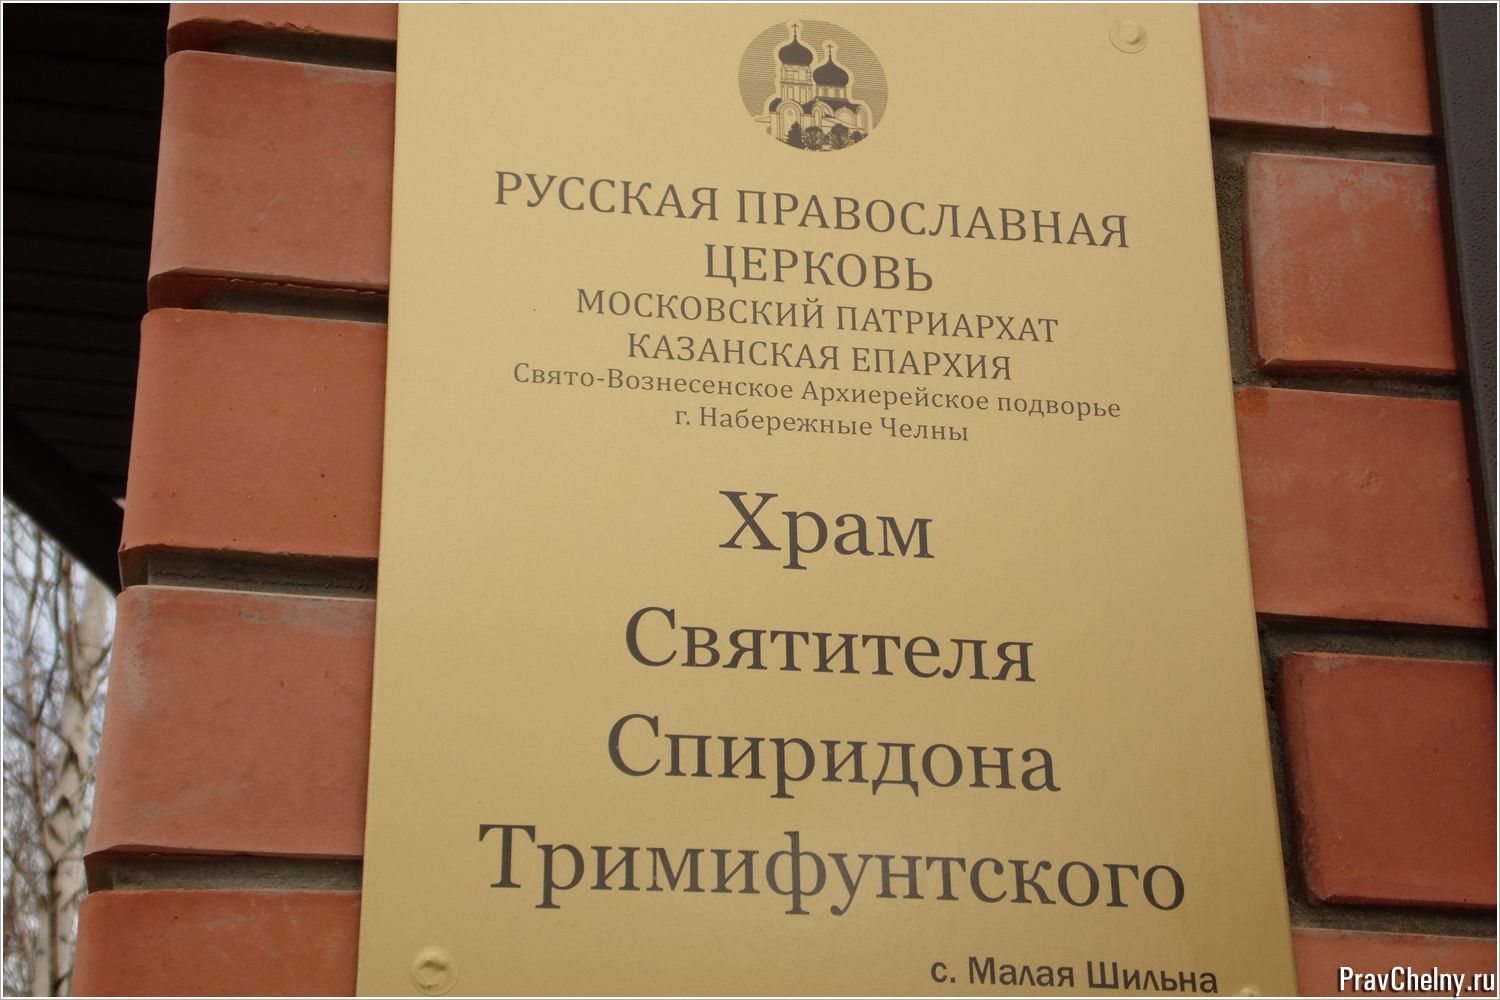 РУССКАЯ ПРАВОСЛАВНАЯ
ЦЕРКОВЬ
МОСКОВСКИЙ ПАТРИАРХАТ
КАЗАНСКАЯ ЕПАРХИЯ
Свято-Вознесенское Архиерейское подворье
г. Набережные Челны
Храм
Святителя
Спиридона
Тримифунтского
с. Малая Шильна
PravChelny.ru